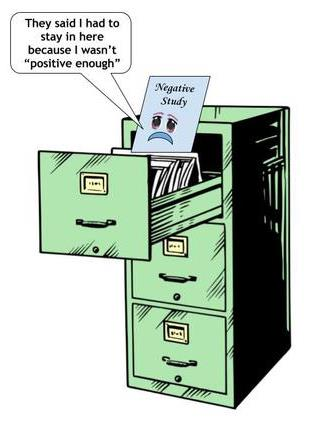 They said I had to
stay in here
because I wasn't
"positive enough"
Negative
Study